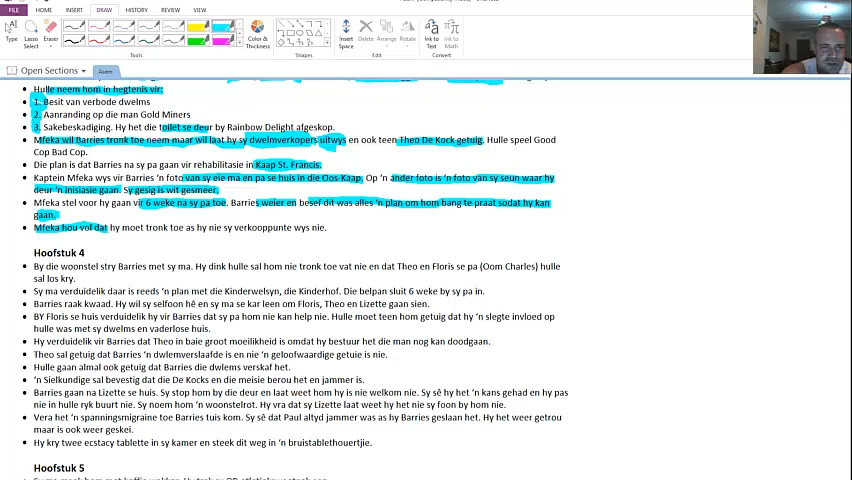 FILE HOME INSERT DRAW HISTORY REVIEW VIEW
Type Lasso Select Eraser Color & Thickness Insert Space Delete Arrange Rotate Ink to Text Ink to Math
Tools Shapes Edit Convert
Open Sections Asem
Hulle neem hom in hegtenis vir:
1. Besit van verbode dwelms
2. Aanranding op die man Gold Miners
3. Sakebeskadiging. Hy het die toilet se deur by Rainbow Delight afgeskop.
Mfeka wil Barries tronk toe neem maar wil laat hy sy dwelmverkopers uitwys en ook teen Theo De Kock getuig. Hulle speel Good
Cop Bad Cop.
Die plan is dat Barries na sy pa gaan vir rehabilitasie in Kaap St. Francis.
Kaptein Mfeka wys vir Barries 'n foto van sy eie ma en pa se huis in die Oos-Kaap. Op 'n ander foto is 'n foto van sy seun waar hy
deur 'n inisiasie gaan. Sy gesig is wit gesmeer.
Mfeka stel voor hy gaan vir 6 weke na sy pa toe. Barries weier en besef dit was alles 'n plan om hom bang te praat sodat hy kan
gaan.
Mfeka hou vol dat hy moet tronk toe as hy nie sy verkooppunte wys nie.
Hoofstuk 4
By die woonstel stry Barries met sy ma. Hy dink hulle sal hom nie tronk toe vat nie en dat Theo en Floris se pa (Oom Charles) hulle
sal los kry.
Sy ma verduidelik daar is reeds 'n plan met die Kinderwelsyn, die Kinderhof. Die belpan sluit 6 weke by sy pa in.
Barries raak kwaad. Hy wil sy selfoon hê en sy ma se kar leen om Floris, Theo en Lizette gaan sien.
BY Floris se huis verduidelik hy vir Barries dat sy pa hom nie kan help nie. Hulle moet teen hom getuig dat hy 'n slegte invloed op
hulle was met sy dwelms en vaderlose huis.
Hy verduidelik vir Barries dat Theo in baie groot moeilikheid is omdat hy bestuur het die man nog kan doodgaan.
Theo sal getuig dat Barries 'n dwlemverslaafde is en nie 'n geloofwaardige getuie is nie.
Hulle gaan almal ook getuig dat Barries die dwlems verskaf het.
'n Sielkundige sal bevestig dat die De Kocks en die meisie berou het en jammer is.
Barries gaan na Lizette se huis. Sy stop hom by die deur en laat weet hom hy is nie welkom nie. Sy sê hy het 'n kans gehad en hy pas
nie in hulle ryk buurt nie. Sy noem hom 'n woonstelrot. Hy vra dat sy Lizette laat weet hy het nie sy foon by hom nie.
Vera het 'n spanningsmigraine toe Barries tuis kom. Sy sê dat Paul altyd jammer was as hy Barries geslaan het. Hy het weer getrou
maar is ook weer geskei.
Hy kry twee ecstacy tablette in sy kamer en steek dit weg in 'n bruistablethouertjie.
Hoofstuk 5